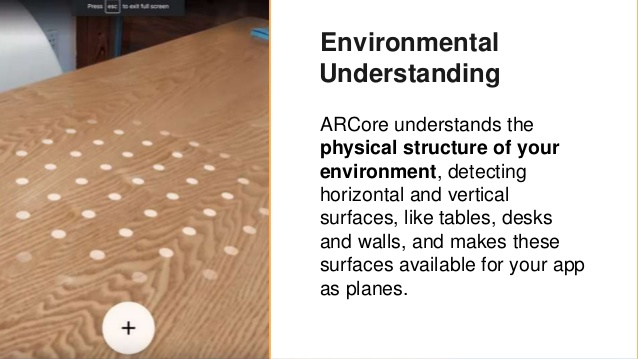 Press esc to exit full screen
Environmental
Understanding
ARCore understands the
physical structure of your
environment, detecting
horizontal and vertical
surfaces, like tables, desks
and walls, and makes these
surfaces available for your app
as planes.
+